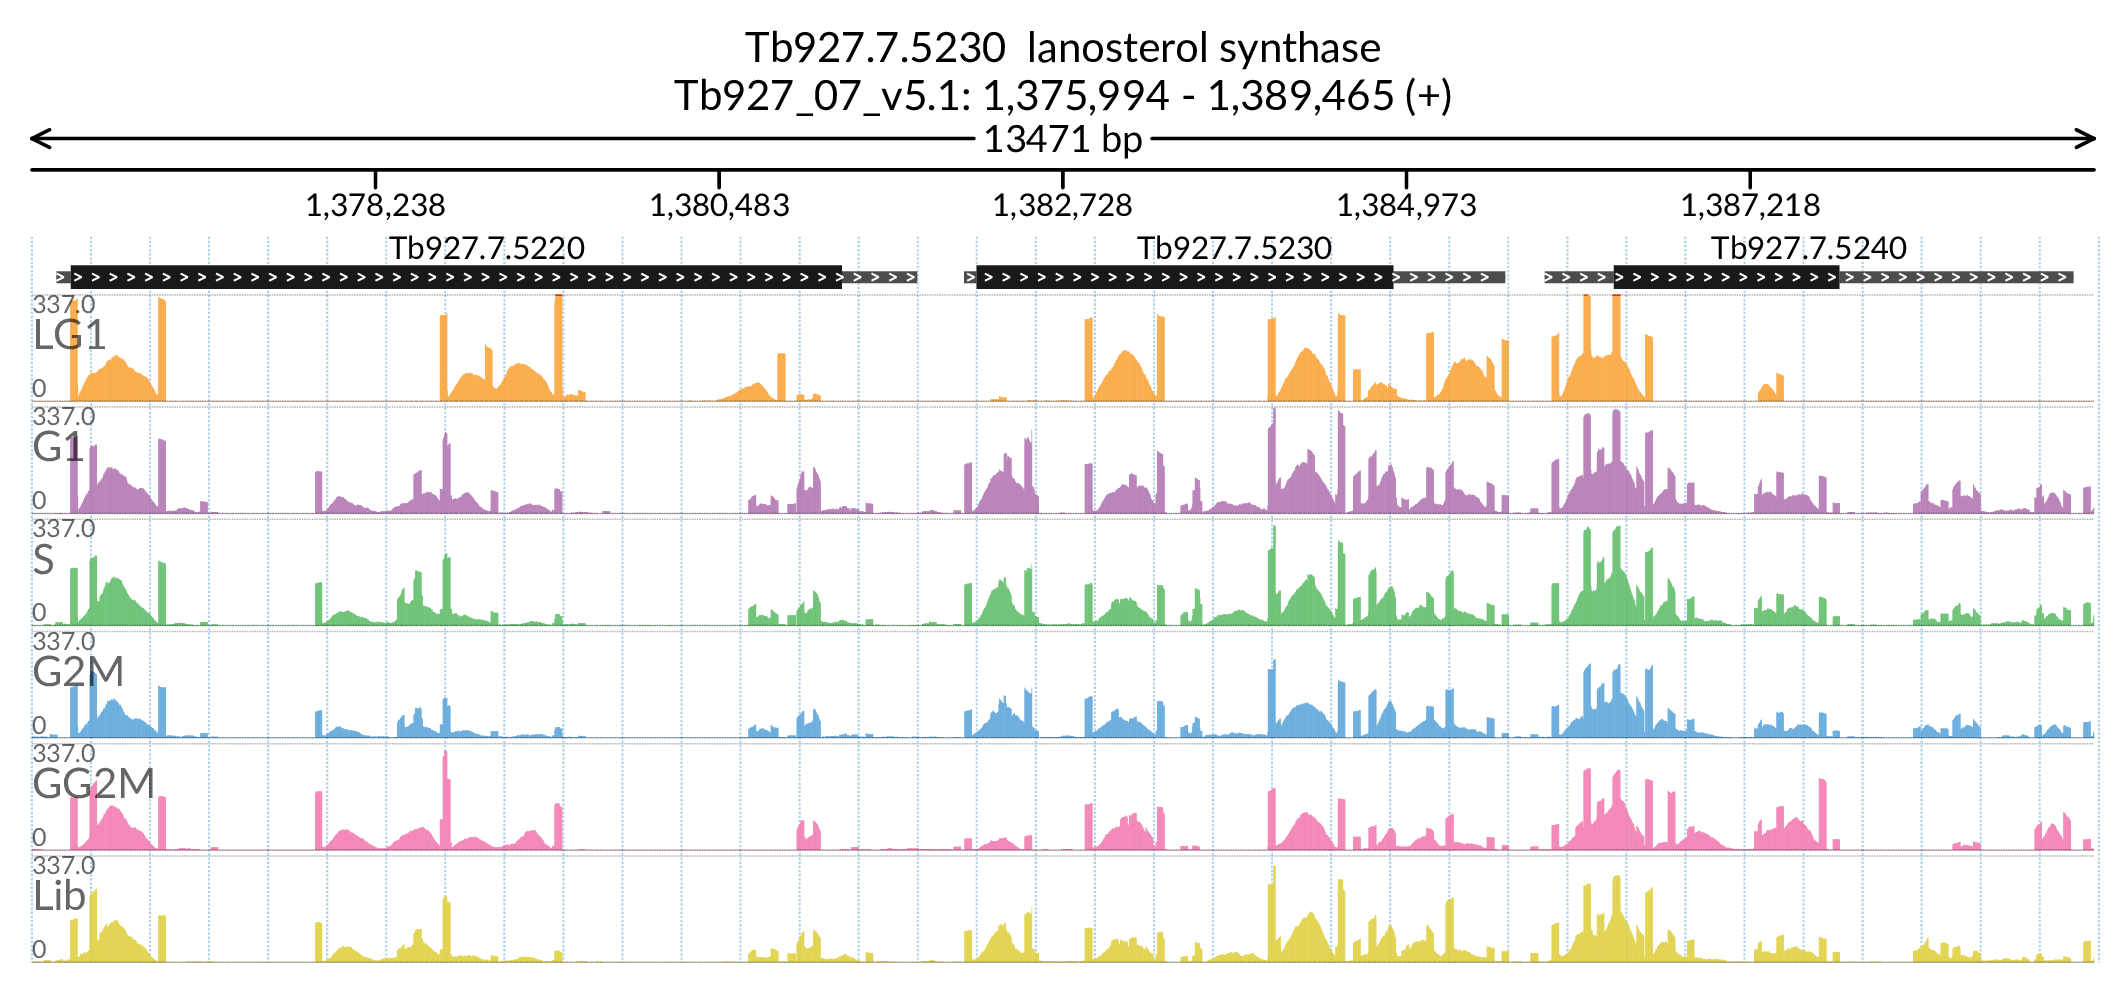 Tb927.7.5230 lanosterol synthase
Tb927_07_v5.1: 1,375,994 - 1,389,465 (+)
13471 bp
1,378,238 1,380,483 1,382,728 1,384,973 1,387,218
Tb927.7.5220 Tb927.7.5230 Tb927.7.5240
337.0
LG1
0
337.0
G1
0
337.0
S
0
337.0
G2M
0
337.0
GG2M
0
337.0
Lib
0